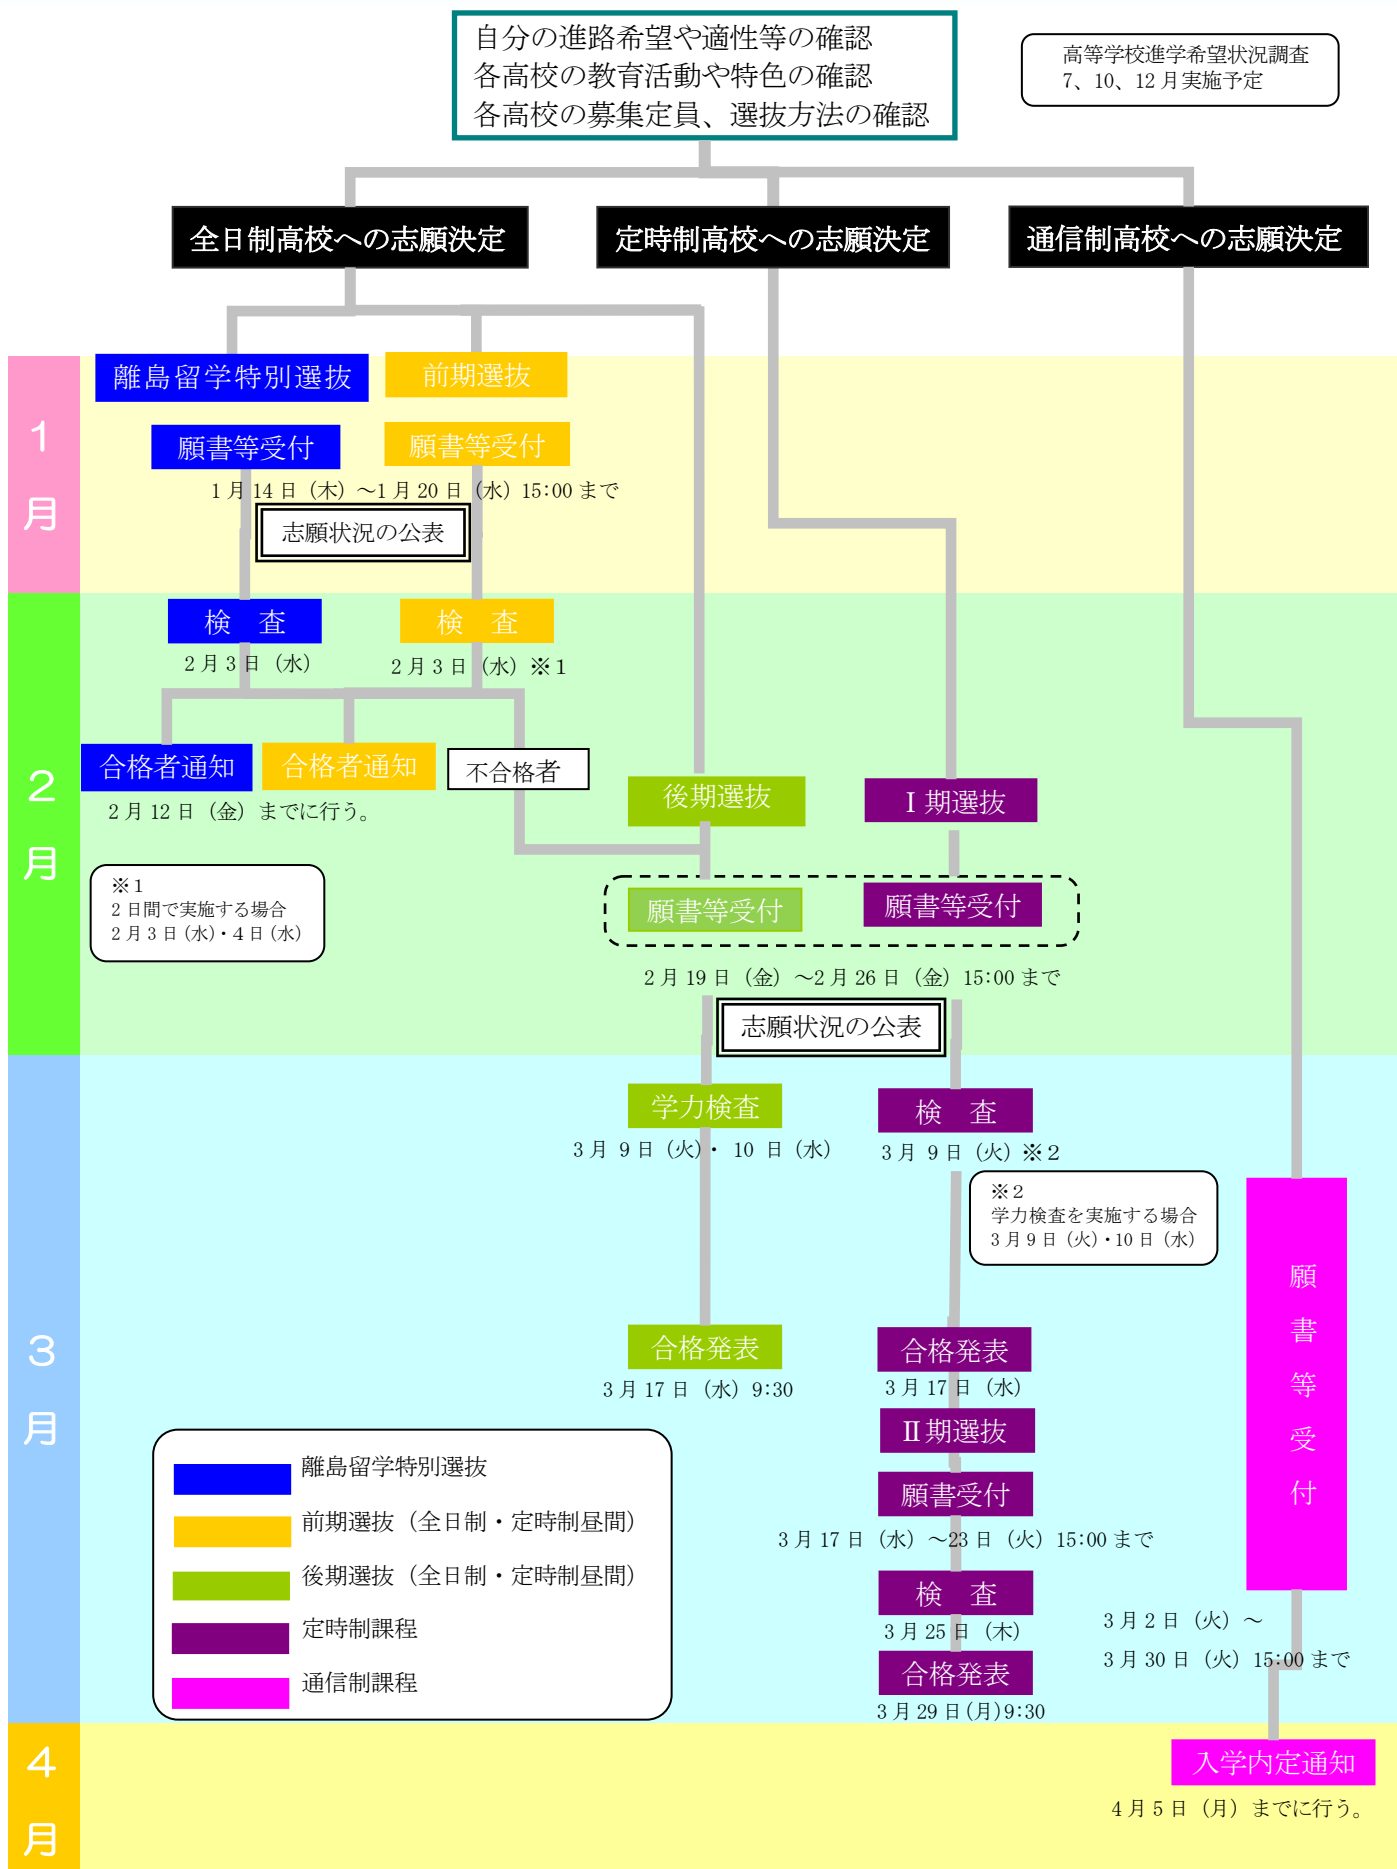 自分の進路希望や適性等の確認
各高校の教育活動や特色の確認
各高校の募集定員、選抜方法の確認
高等学校進学希望状況調査
7、10、12月実施予定
全日制高校への志願決定
定時制高校への志願決定
通信制高校への志願決定
1月
離島留学特別選抜
前期選抜
願書等受付
願書等受付
1月14日（木）～1月20日（水）15:00まで
志願状況の公表
2月
検　査
検　査
2月3日（水）
2月3日（水）※1
合格者通知
合格者通知
不合格者
2月12日（金）までに行う。
後期選抜
Ⅰ期選抜
※1
2日間で実施する場合
2月3日(水)・4日(水)
願書等受付
願書等受付
2月19日（金）～2月26日（金）15:00まで
志願状況の公表
3月
学力検査
検　査
3月 9日（火）・ 10 日（水）
3月 9日（火）※2
※2
学力検査を実施する場合
3月9日（火）・10日（水）
願書等受付
合格発表
合格発表
3月17日（水）9:30
3月17日（水）
Ⅱ期選抜
願書受付
3月17日（水）～23日（火）15:00まで
検　査
3月25日（木）
合格発表
3月29日(月)9:30
3月2日（火）～
3月30日（火）15:00まで
離島留学特別選抜
前期選抜（全日制・定時制昼間）
後期選抜（全日制・定時制昼間）
定時制課程
通信制課程
4月
入学内定通知
4月5日（月）までに行う。